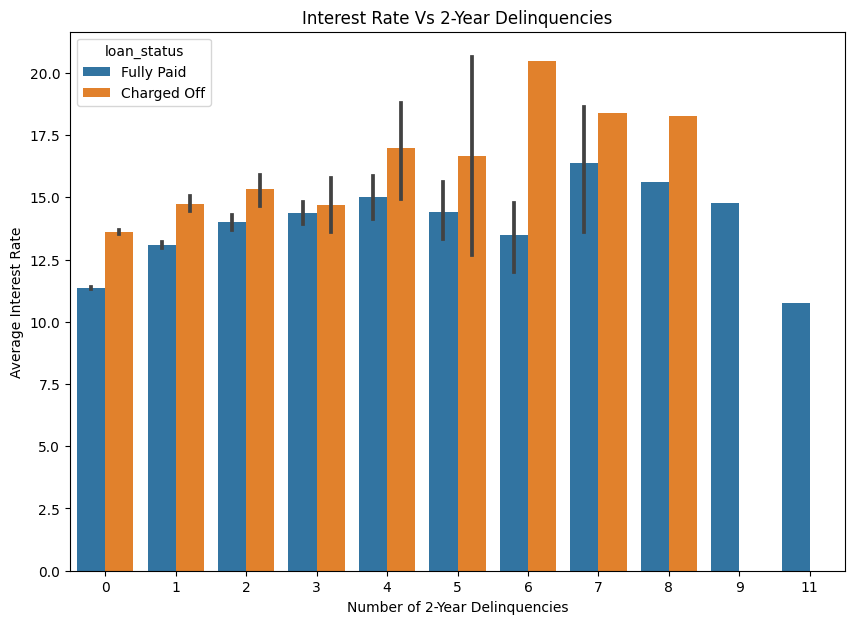 Interest Rate Vs 2-Year Delinquencies
loan_status
Fully Paid
Charged Off
Average Interest Rate
20.0
17.5
15.0
12.5
10.0
7.5
5.0
2.5
0.0
0 1 2 3 4 5 6 7 8 9 11
Number of 2-Year Delinquencies